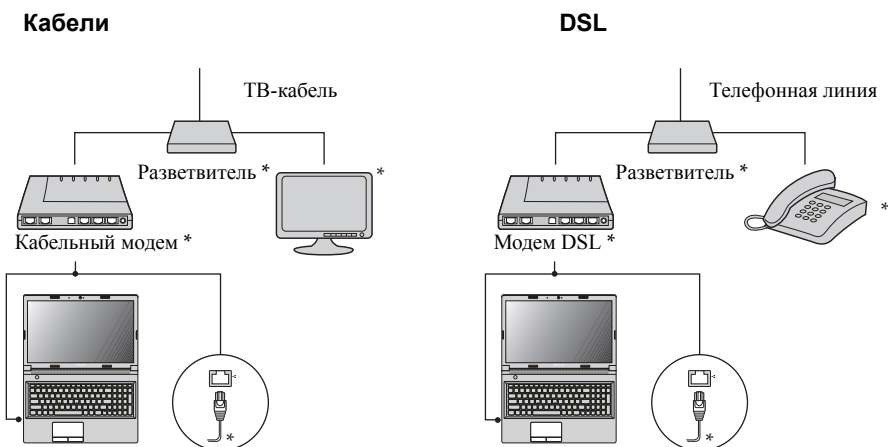 Кабели
ТВ-кабель
Разветвитель *
*
Кабельный модем *
*
DSL
Телефонная линия
Разветвитель *
*
Модем DSL *
*